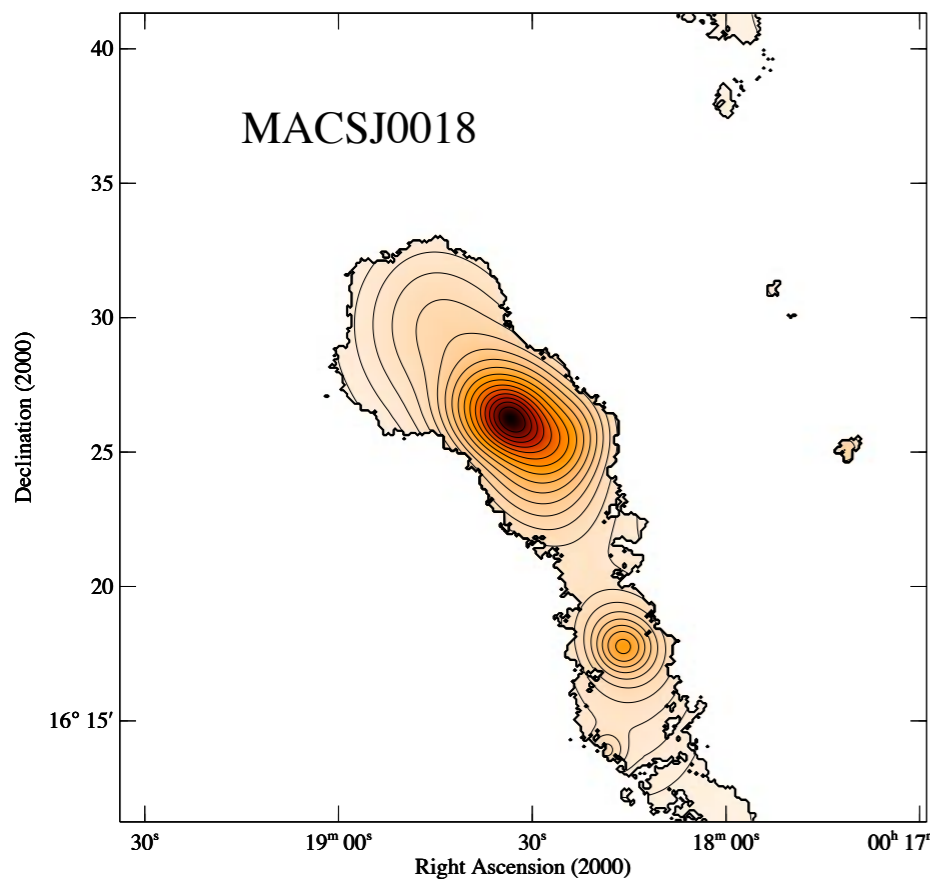 MACSJ0018
40
35
30
25
20
16° 15′
Declination (2000)
30ˢ
19ᵐ 00ˢ
30ˢ
18ᵐ 00ˢ
00ʰ 17ᵐ
Right Ascension (2000)